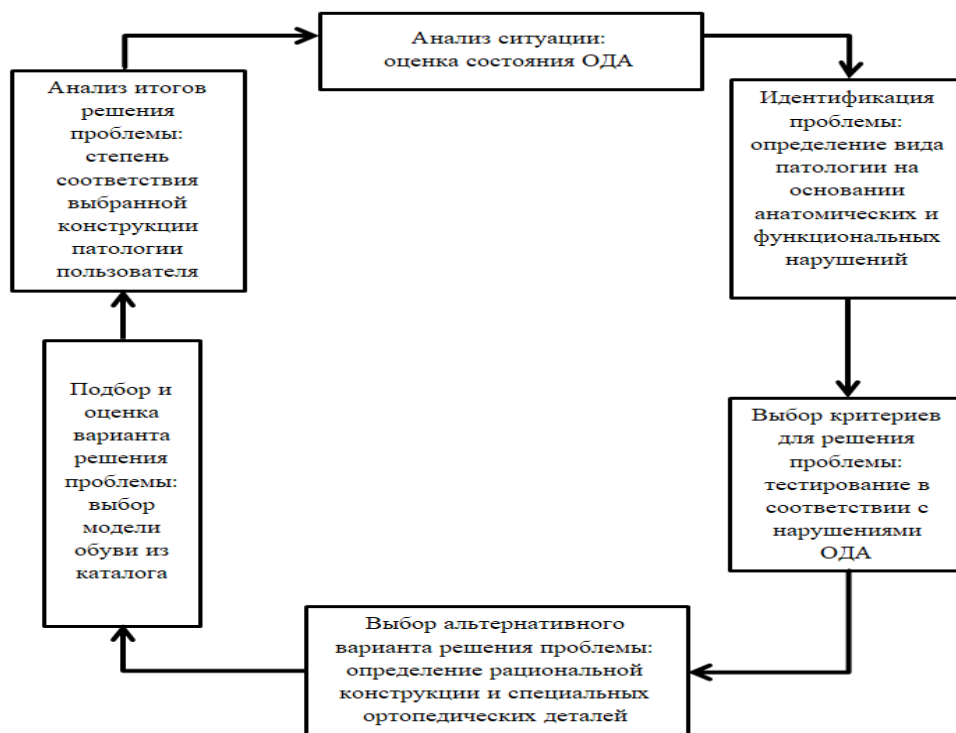 Анализ ситуации:
оценка состояния ОДА
Идентификация
проблемы:
определение вида
патологии на
основании
анатомических и
функциональных
нарушений
Выбор критериев
для решения
проблемы:
тестирование в
соответствии с
нарушениями
ОДА
Выбор альтернативного
варианта решения проблемы:
определение рациональной
конструкции и специальных
ортопедических деталей
Подбор и
оценка
варианта
решения
проблемы:
выбор
модели
обуви из
каталога
Анализ итогов
решения
проблемы:
степень
соответствия
выбранной
конструкции
патологии
пользователя